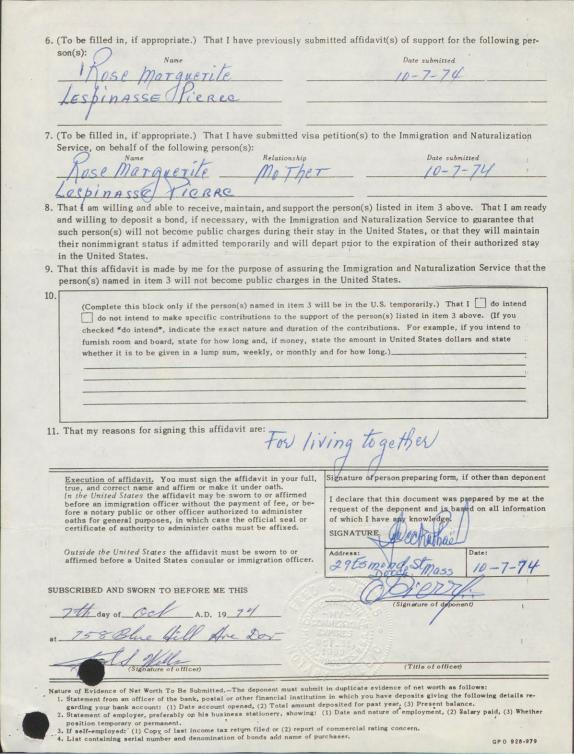 6. (To be filled in, if appropriate.) That I have previously submitted affidavit(s) of support for the following per-
son(s):
Name Date submitted
Rose Marguerite 10-7-74
Lespinasse Pierre
7. (To be filled in, if appropriate.) That I have submitted visa petition(s) to the Immigration and Naturalization
Service, on behalf of the following person(s):
Name Relationship Date submitted
Rose Marguerite Mother 10-7-74
Lespinasse Pierre
8. That I am willing and able to receive, maintain, and support the person(s) listed in item 3 above. That I am ready
and willing to deposit a bond, if necessary, with the Immigration and Naturalization Service to guarantee that
such person(s) will not become public charges during their stay in the United States, or that they will maintain
their nonimmigrant status if admitted temporarily and will depart prior to the expiration of their authorized stay
in the United States.
9. That this affidavit is made by me for the purpose of assuring the Immigration and Naturalization Service that the
person(s) named in item 3 will not become public charges in the United States.
10.
(Complete this block only if the person(s) named in item 3 will be in the U.S. temporarily.) That I do intend
do not intend to make specific contributions to the support of the person(s) listed in item 3 above. (If you
checked "do intend", indicate the exact nature and duration of the contributions. For example, if you intend to
furnish room and board, state for how long and, if money, state the amount in United States dollars and state
whether it is to be given in a lump sum, weekly, or monthly and for how long.)
11. That my reasons for signing this affidavit are: For living together
Execution of affidavit. You must sign the affidavit in your full,
true, and correct name and affirm or make it under oath.
In the United States the affidavit may be sworn to or affirmed
before an immigration officer without the payment of fee, or be-
fore a notary public or other officer authorized to administer
oaths for general purposes, in which case the official seal or
certificate of authority to administer oaths must be affixed.
Outside the United States the affidavit must be sworn to or
affirmed before a United States consular or immigration officer.
Signature of person preparing form, if other than deponent
I declare that this document was prepared by me at the
request of the deponent and is based on all information
of which I have any knowledge.
SIGNATURE
Address: Date:
29 Esmond St
Dorch Mass 10-7-74
SUBSCRIBED AND SWORN TO BEFORE ME THIS
Pierre
(Signature of deponent)
7th day of Oct A.D. 19 74
at 758 Blue Hill Ave Dor
(Signature of officer) (Title of officer)
Nature of Evidence of Net Worth To Be Submitted.—The deponent must submit in duplicate evidence of net worth as follows:
1. Statement from an officer of the bank, postal or other financial institution in which you have deposits giving the following details re-
garding your bank account: (1) Date account opened, (2) Total amount deposited for past year, (3) Present balance.
2. Statement of employer, preferably on his business stationery, showing: (1) Date and nature of employment, (2) Salary paid, (3) Whether
position temporary or permanent.
3. If self-employed: (1) Copy of last income tax return filed or (2) report of commercial rating concern.
4. List containing serial number and denomination of bonds and name of purchaser.
GPO 928-979